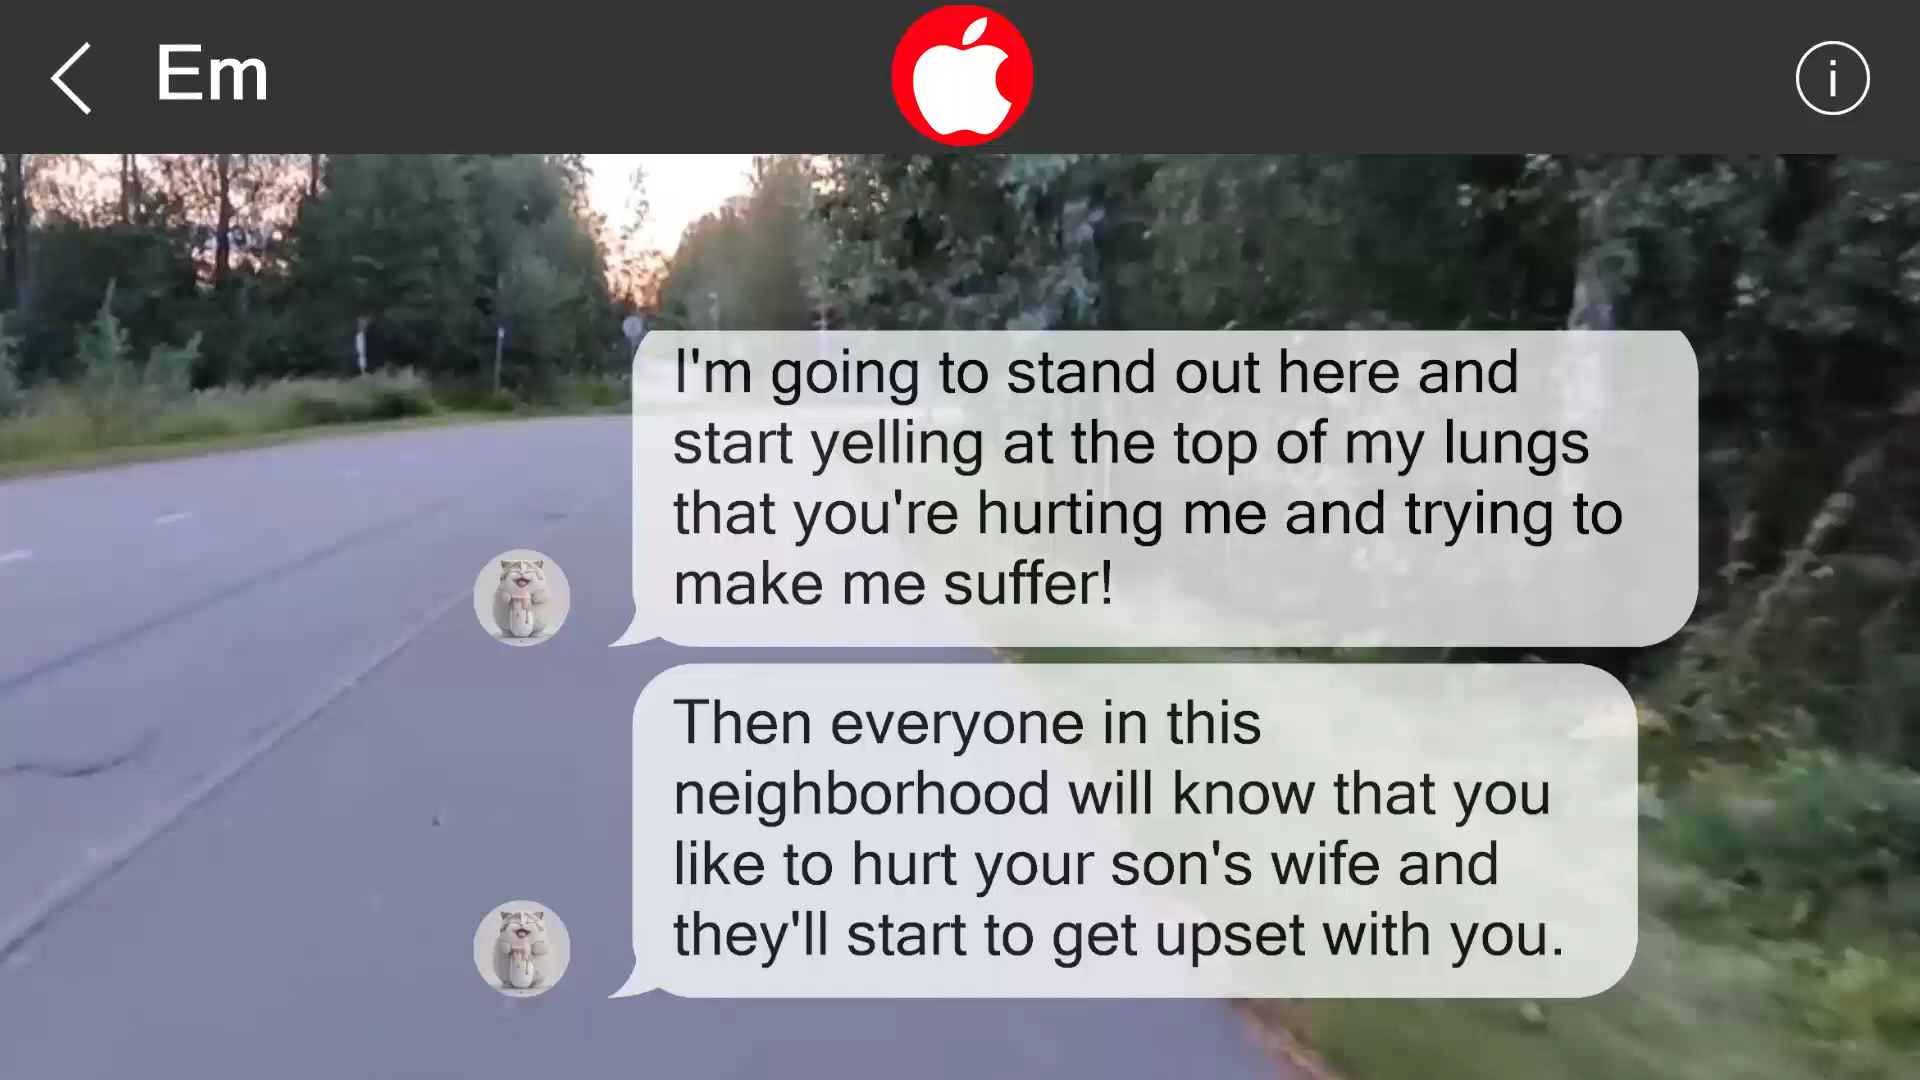 Em
i
I'm going to stand out here and
start yelling at the top of my lungs
that you're hurting me and trying to
make me suffer!
Then everyone in this
neighborhood will know that you
like to hurt your son's wife and
they'll start to get upset with you.